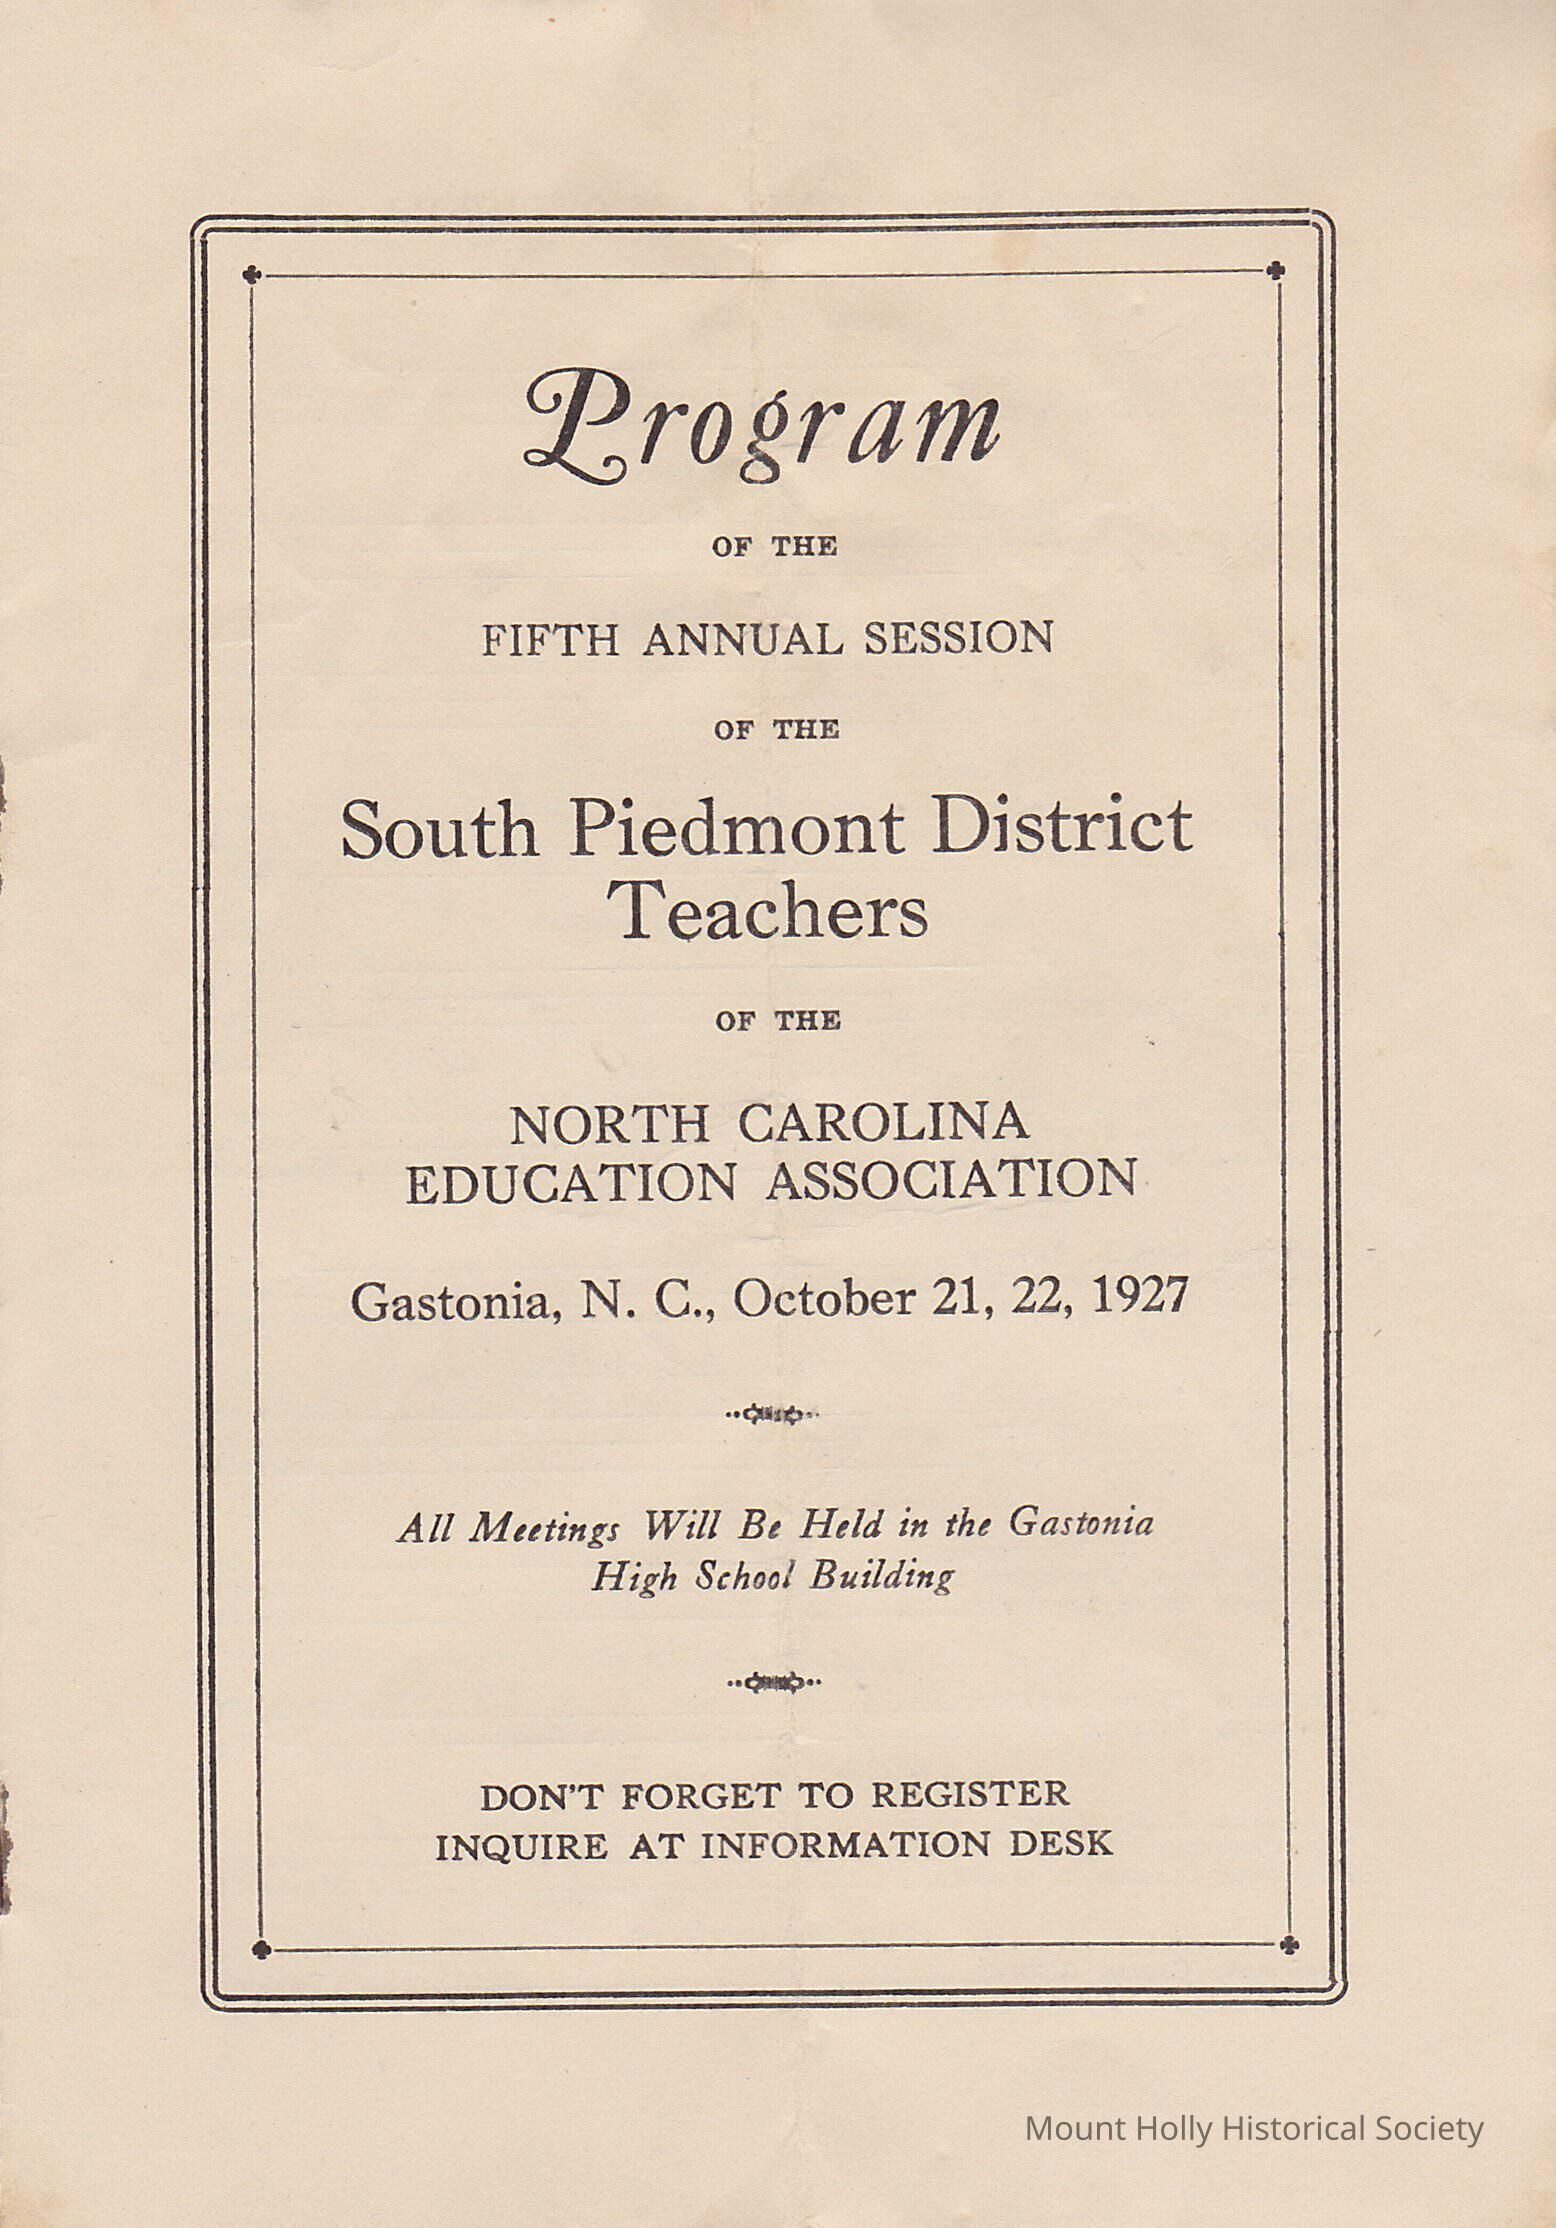 Program
OF THE
FIFTH ANNUAL SESSION
OF THE
South Piedmont District
Teachers
OF THE
NORTH CAROLINA
EDUCATION ASSOCIATION
Gastonia, N. C., October 21, 22, 1927
All Meetings Will Be Held in the Gastonia
High School Building
DON'T FORGET TO REGISTER
INQUIRE AT INFORMATION DESK
Mount Holly Historical Society